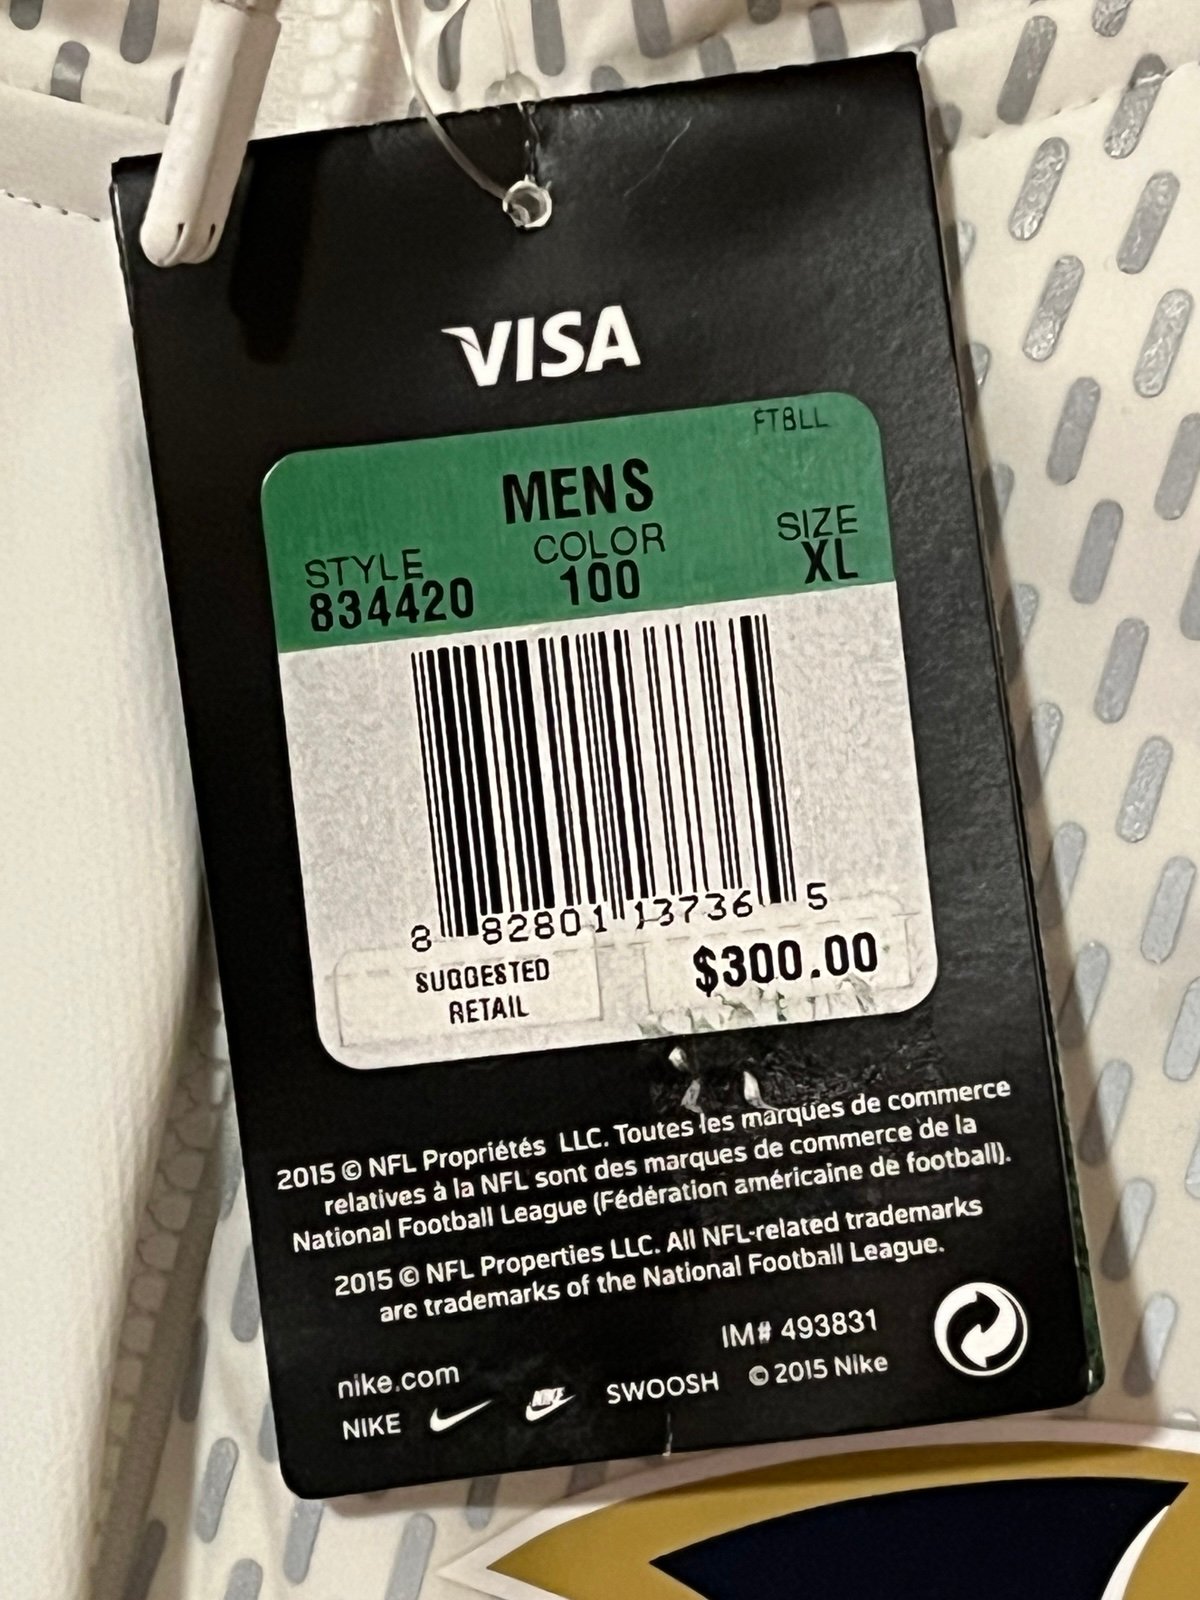 VISA
FTBLL
MENS
STYLE COLOR SIZE
834420 100 XL
8 82801 13736 5
SUGGESTED
RETAIL
$300.00
2015 © NFL Propriétés LLC. Toutes les marques de commerce
relatives à la NFL sont des marques de commerce de la
National Football League (Fédération américaine de football).
2015 © NFL Properties LLC. All NFL-related trademarks
are trademarks of the National Football League.
IM# 493831
nike.com
NIKE NIKE SWOOSH © 2015 Nike